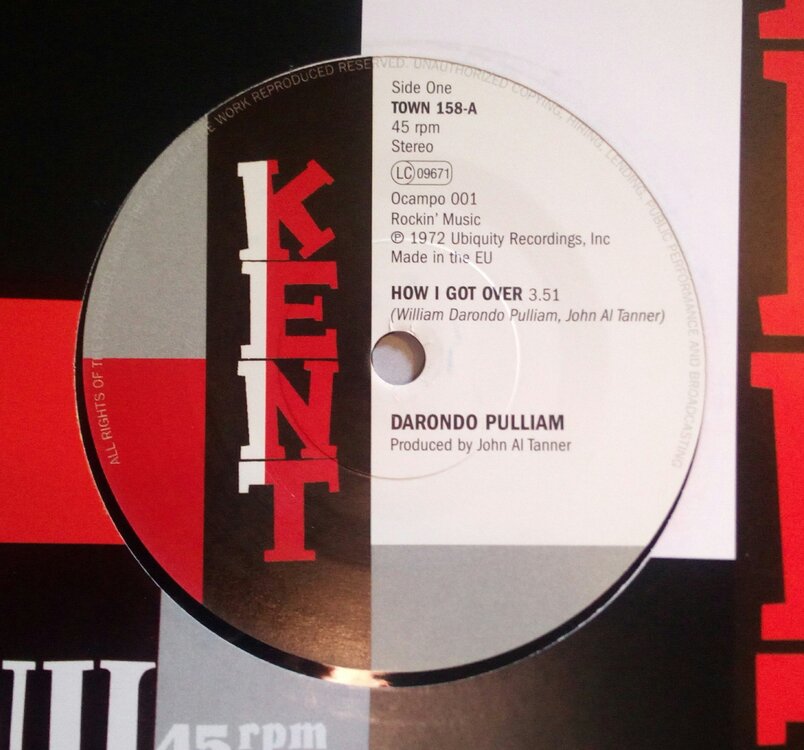 Side One
TOWN 158-A
45 rpm
Stereo
LC 09671
Ocampo 001
Rockin' Music
℗ 1972 Ubiquity Recordings, Inc
Made in the EU
HOW I GOT OVER 3.51
(William Darondo Pulliam, John Al Tanner)
DARONDO PULLIAM
Produced by John Al Tanner
KENT
ALL RIGHTS OF THE WORK REPRODUCED RESERVED. UNAUTHORIZED COPYING, HIRING, LENDING, PUBLIC PERFORMANCE AND BROADCASTING
45 rpm